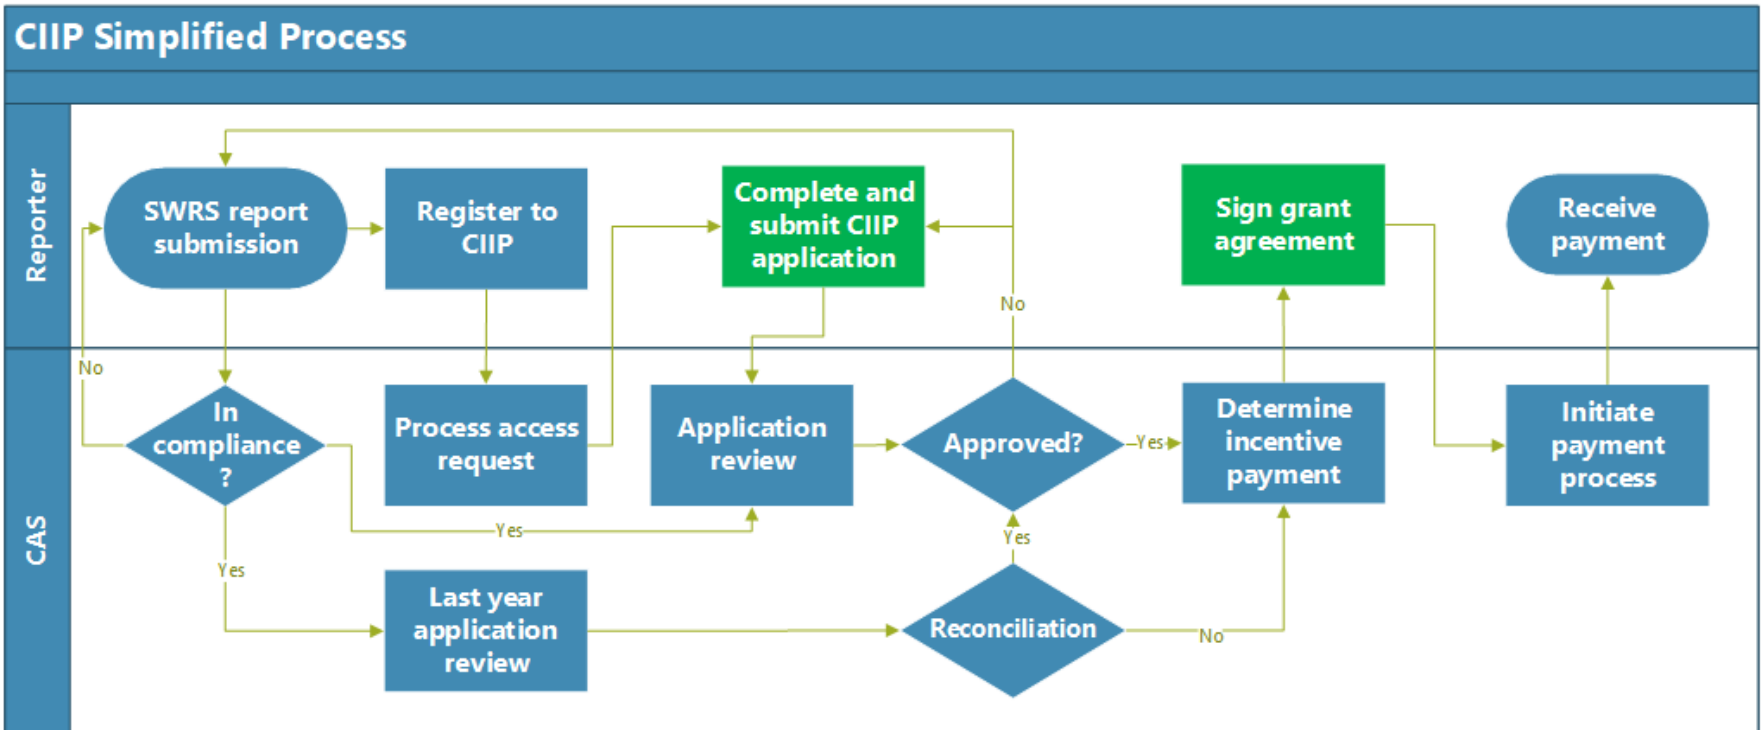 CIIP Simplified Process
Reporter
SWRS report
submission
Register to
CIIP
Complete and
submit CIIP
application
Sign grant
agreement
Receive
payment
No
No
CAS
In
compliance
?
Process access
request
Application
review
Approved?
Yes
Determine
incentive
payment
Initiate
payment
process
Yes
Yes
Yes
Last year
application
review
Reconciliation
No